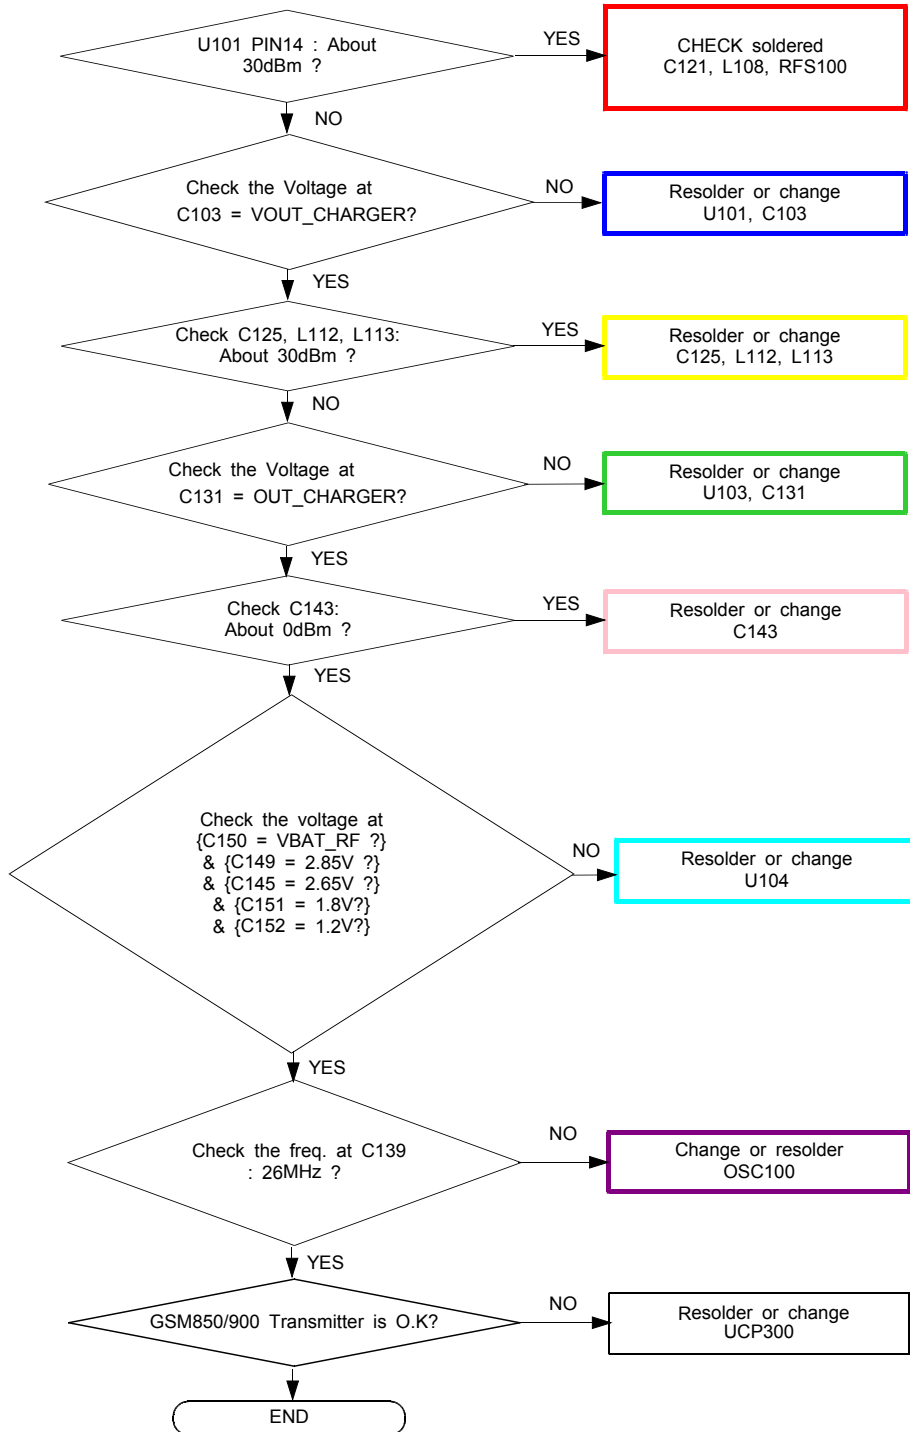 U101 PIN14 : About
30dBm ?
YES
CHECK soldered
C121, L108, RFS100
NO
Check the Voltage at
C103 = VOUT_CHARGER?
NO
Resolder or change
U101, C103
YES
Check C125, L112, L113:
About 30dBm ?
YES
Resolder or change
C125, L112, L113
NO
Check the Voltage at
C131 = OUT_CHARGER?
NO
Resolder or change
U103, C131
YES
Check C143:
About 0dBm ?
YES
Resolder or change
C143
YES
Check the voltage at
{C150 = VBAT_RF ?}
& {C149 = 2.85V ?}
& {C145 = 2.65V ?}
& {C151 = 1.8V?}
& {C152 = 1.2V?}
NO
Resolder or change
U104
YES
Check the freq. at C139
: 26MHz ?
NO
Change or resolder
OSC100
YES
GSM850/900 Transmitter is O.K?
NO
Resolder or change
UCP300
END